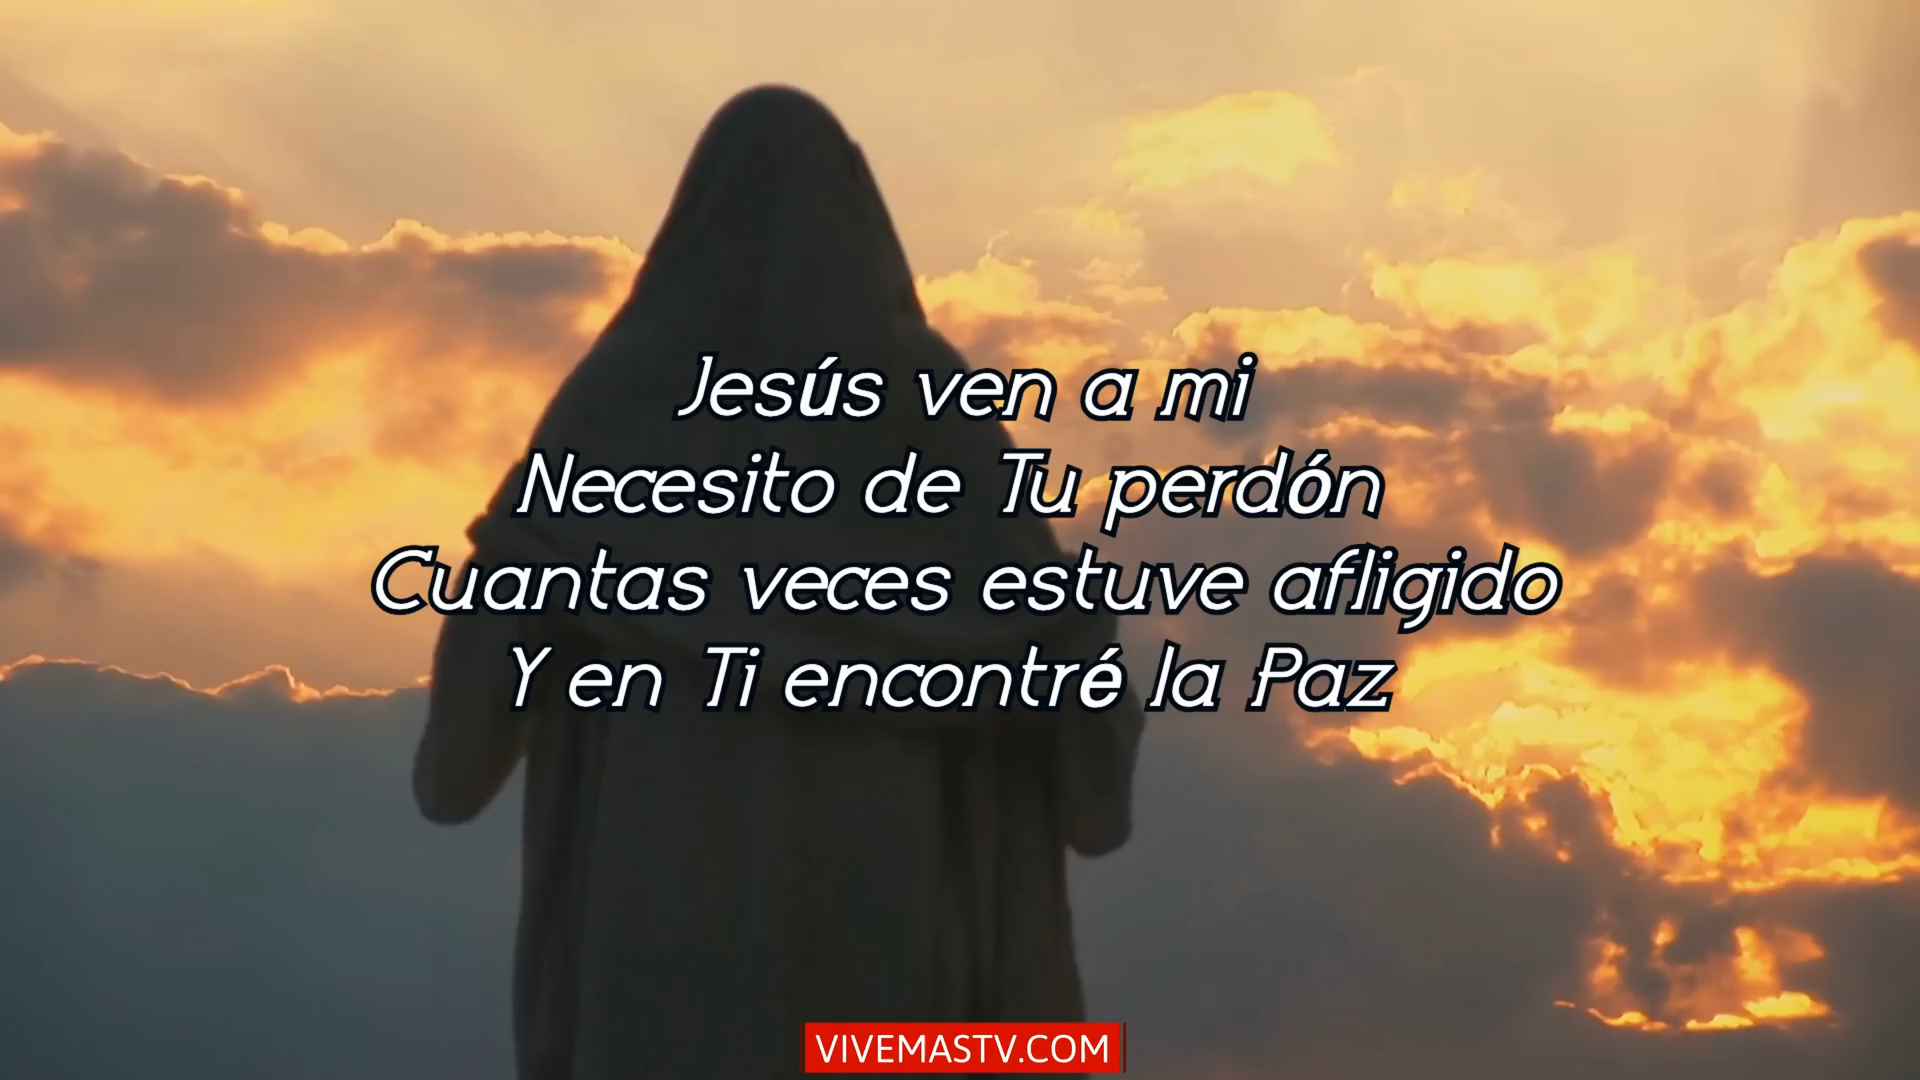 Jesús ven a mi
Necesito de Tu perdón
Cuantas veces estuve afligido
Y en Ti encontré la Paz
VIVEMASTV.COM